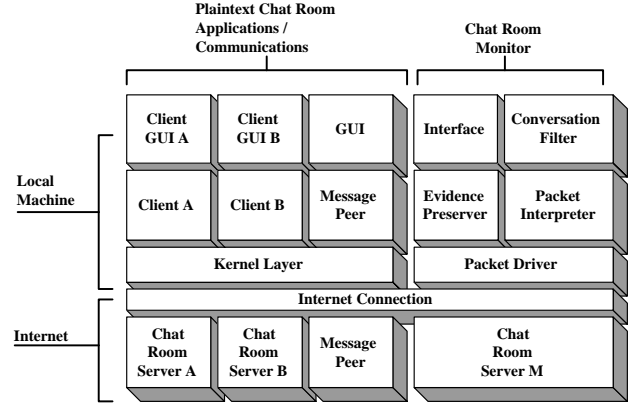 Plaintext Chat Room
Applications /
Communications
Chat Room
Monitor
Client
GUI A
Client
GUI B
GUI
Interface
Conversation
Filter
Local
Machine
Client A
Client B
Message
Peer
Evidence
Preserver
Packet
Interpreter
Kernel Layer
Packet Driver
Internet Connection
Internet
Chat
Room
Server A
Chat
Room
Server B
Message
Peer
Chat
Room
Server M